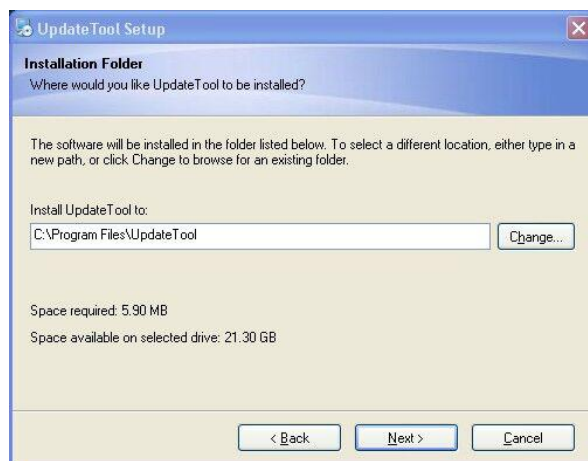 UpdateTool Setup
Installation Folder
Where would you like UpdateTool to be installed?
The software will be installed in the folder listed below. To select a different location, either type in a
new path, or click Change to browse for an existing folder.
Install UpdateTool to:
C:\Program Files\UpdateTool
Change...
Space required: 5.90 MB
Space available on selected drive: 21.30 GB
< Back
Next >
Cancel